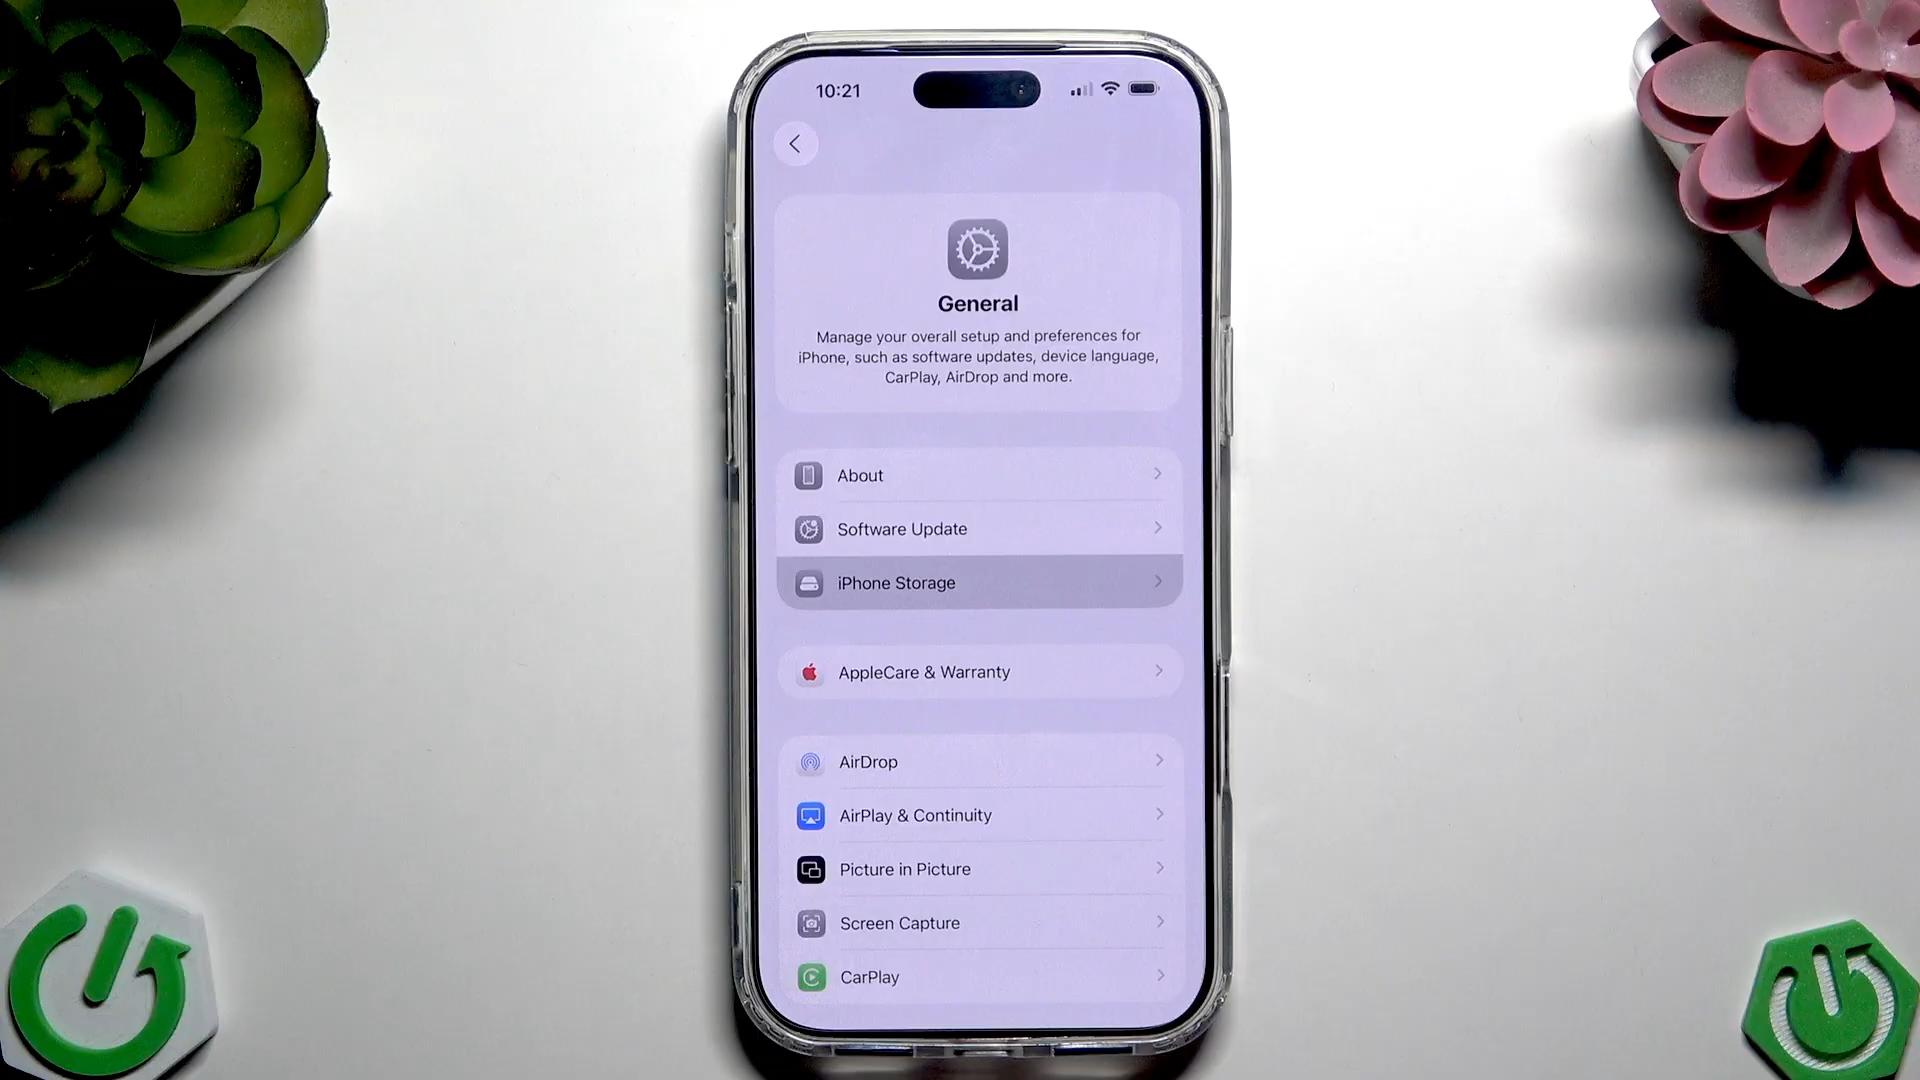 10:21
General
Manage your overall setup and preferences for
iPhone, such as software updates, device language,
CarPlay, AirDrop and more.
About
Software Update
iPhone Storage
AppleCare & Warranty
AirDrop
AirPlay & Continuity
Picture in Picture
Screen Capture
CarPlay